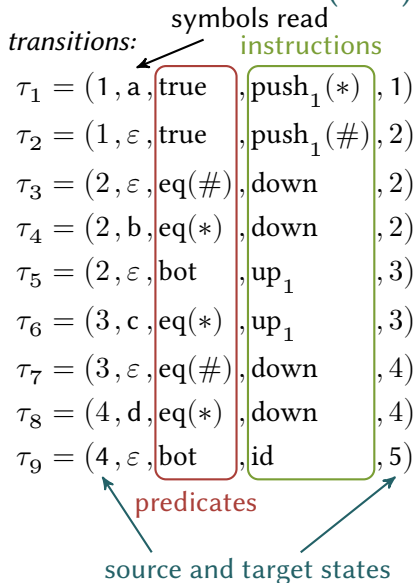 symbols read
transitions:
instructions
τ₁ = (1, a, true, push₁(*), 1)
τ₂ = (1, ε, true, push₁(#), 2)
τ₃ = (2, ε, eq(#), down, 2)
τ₄ = (2, b, eq(*), down, 2)
τ₅ = (2, ε, bot, up₁, 3)
τ₆ = (3, c, eq(*), up₁, 3)
τ₇ = (3, ε, eq(#), down, 4)
τ₈ = (4, d, eq(*), down, 4)
τ₉ = (4, ε, bot, id, 5)
predicates
source and target states